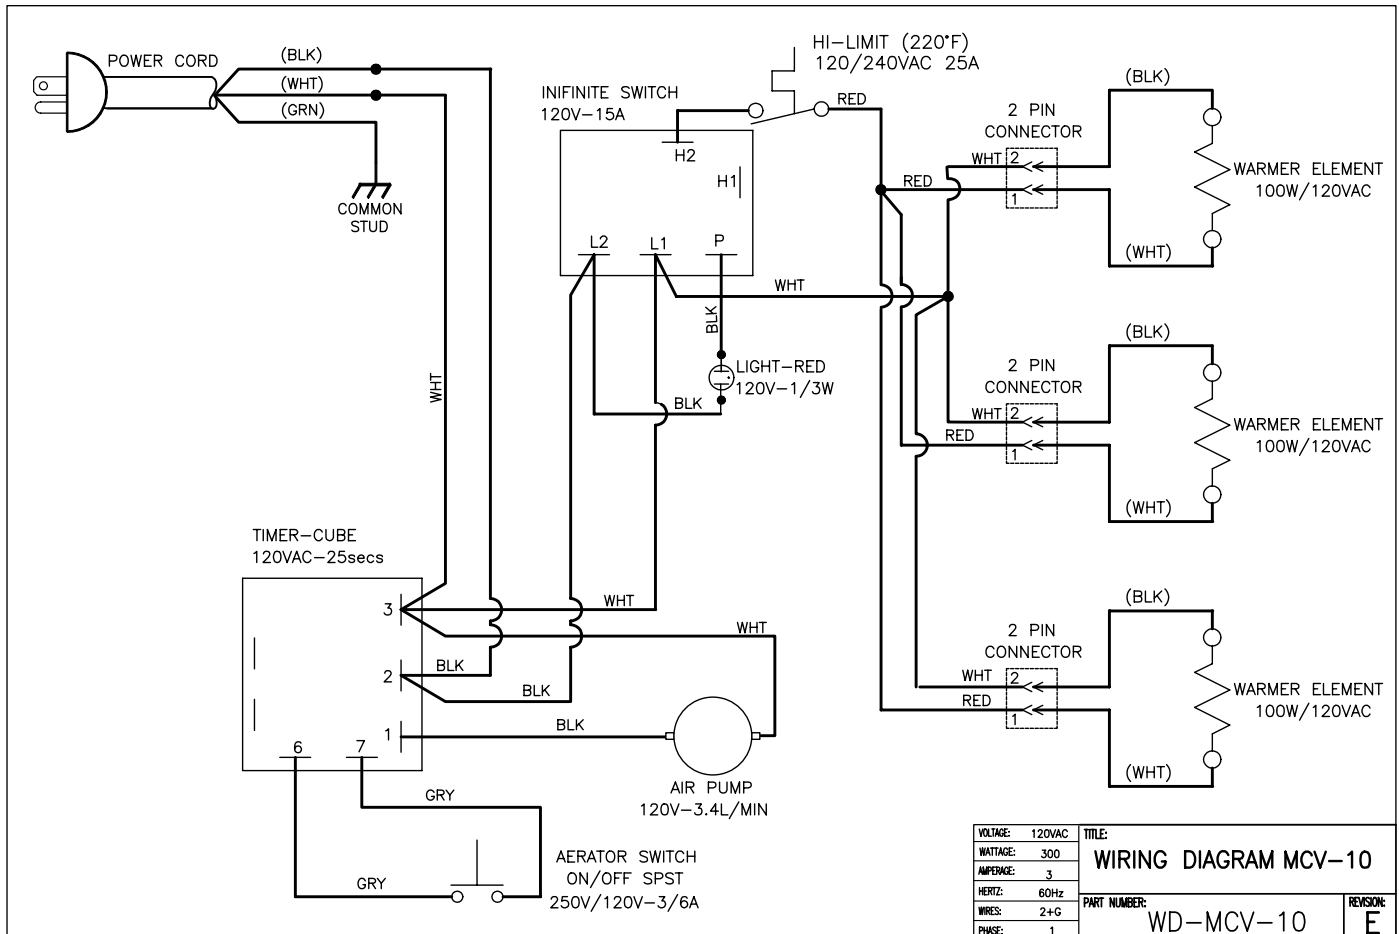 POWER CORD
(BLK)
(WHT)
(GRN)
COMMON
STUD
INIFINITE SWITCH
120V-15A
H2
H1
L2
L1
P
HI-LIMIT (220°F)
120/240VAC 25A
RED
RED
WHT
2 PIN
CONNECTOR
2
1
(BLK)
(WHT)
WARMER ELEMENT
100W/120VAC
WHT
BLK
LIGHT-RED
120V-1/3W
BLK
2 PIN
CONNECTOR
WHT
RED
2
1
(BLK)
(WHT)
WARMER ELEMENT
100W/120VAC
WHT
TIMER-CUBE
120VAC-25secs
3
2
1
6
7
WHT
WHT
BLK
BLK
BLK
AIR PUMP
120V-3.4L/MIN
GRY
GRY
AERATOR SWITCH
ON/OFF SPST
250V/120V-3/6A
2 PIN
CONNECTOR
WHT
RED
2
1
(BLK)
(WHT)
WARMER ELEMENT
100W/120VAC
VOLTAGE: 120VAC
WATTAGE: 300
AMPERAGE: 3
HERTZ: 60Hz
WIRES: 2+G
PHASE: 1
TITLE:
WIRING DIAGRAM MCV-10
PART NUMBER:
WD-MCV-10
REVISION:
E